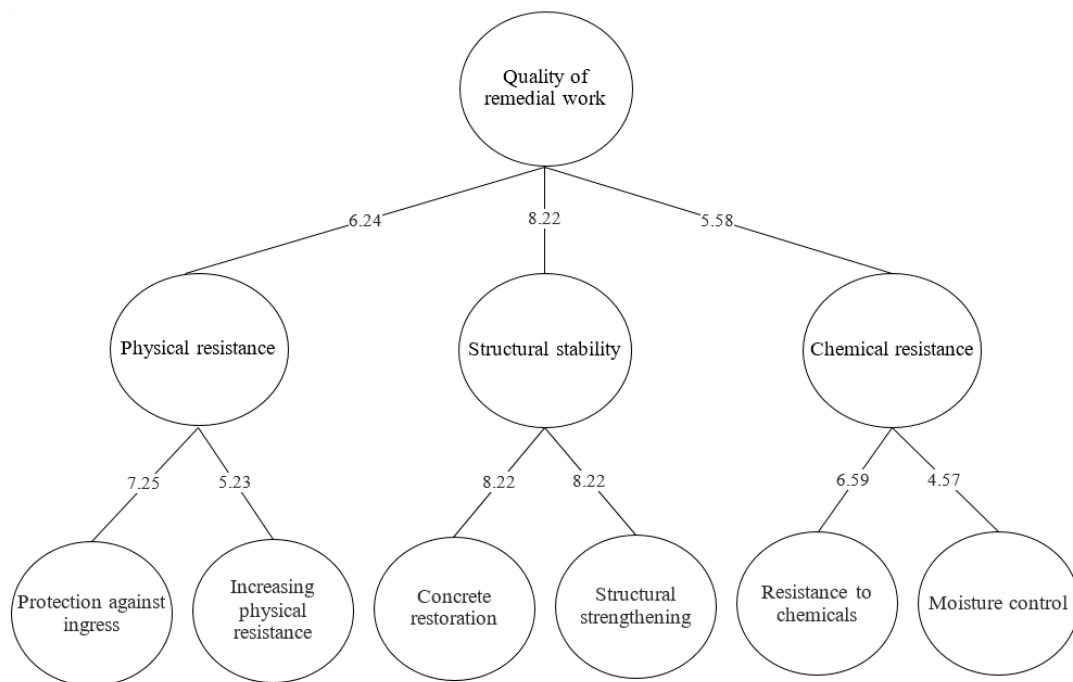 Quality of
remedial work
6.24
8.22
5.58
Physical resistance
Structural stability
Chemical resistance
7.25
5.23
8.22
8.22
6.59
4.57
Protection against
ingress
Increasing
physical
resistance
Concrete
restoration
Structural
strengthening
Resistance to
chemicals
Moisture control